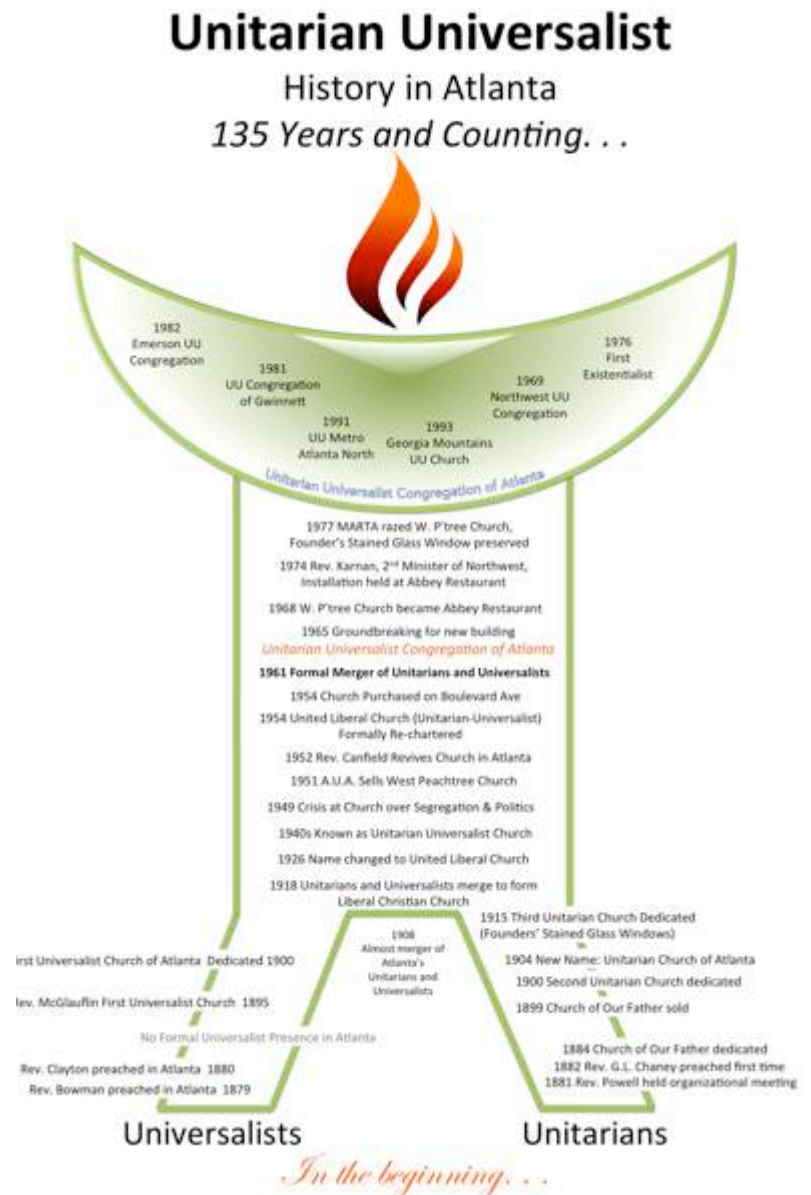 Unitarian Universalist
History in Atlanta
135 Years and Counting. . .
1982
Emerson UU
Congregation
1981
UU Congregation
of Gwinnett
1991
UU Metro
Atlanta North
1993
Georgia Mountains
UU Church
1969
Northwest UU
Congregation
1976
First
Existentialist
Unitarian Universalist Congregation of Atlanta
1977 MARTA razed W. P'tree Church,
Founder's Stained Glass Window preserved
1974 Rev. Karnan, 2nd Minister of Northwest,
Installation held at Abbey Restaurant
1968 W. P'tree Church became Abbey Restaurant
1965 Groundbreaking for new building
Unitarian Universalist Congregation of Atlanta
1961 Formal Merger of Unitarians and Universalists
1954 Church Purchased on Boulevard Ave
1954 United Liberal Church (Unitarian-Universalist)
Formally Re-chartered
1952 Rev. Canfield Revives Church in Atlanta
1951 A.U.A. Sells West Peachtree Church
1949 Crisis at Church over Segregation & Politics
1940s Known as Unitarian Universalist Church
1926 Name changed to United Liberal Church
1918 Unitarians and Universalists merge to form
Liberal Christian Church
1908
Almost merger of
Atlanta's
Unitarians and
Universalists
irst Universalist Church of Atlanta Dedicated 1900
Rev. McGlauflin First Universalist Church 1895
No Formal Universalist Presence in Atlanta
Rev. Clayton preached in Atlanta 1880
Rev. Bowman preached in Atlanta 1879
1915 Third Unitarian Church Dedicated
(Founders' Stained Glass Windows)
1904 New Name: Unitarian Church of Atlanta
1900 Second Unitarian Church dedicated
1899 Church of Our Father sold
1884 Church of Our Father dedicated
1882 Rev. G.L. Chaney preached first time
1881 Rev. Powell held organizational meeting
Universalists
Unitarians
In the beginning. . .